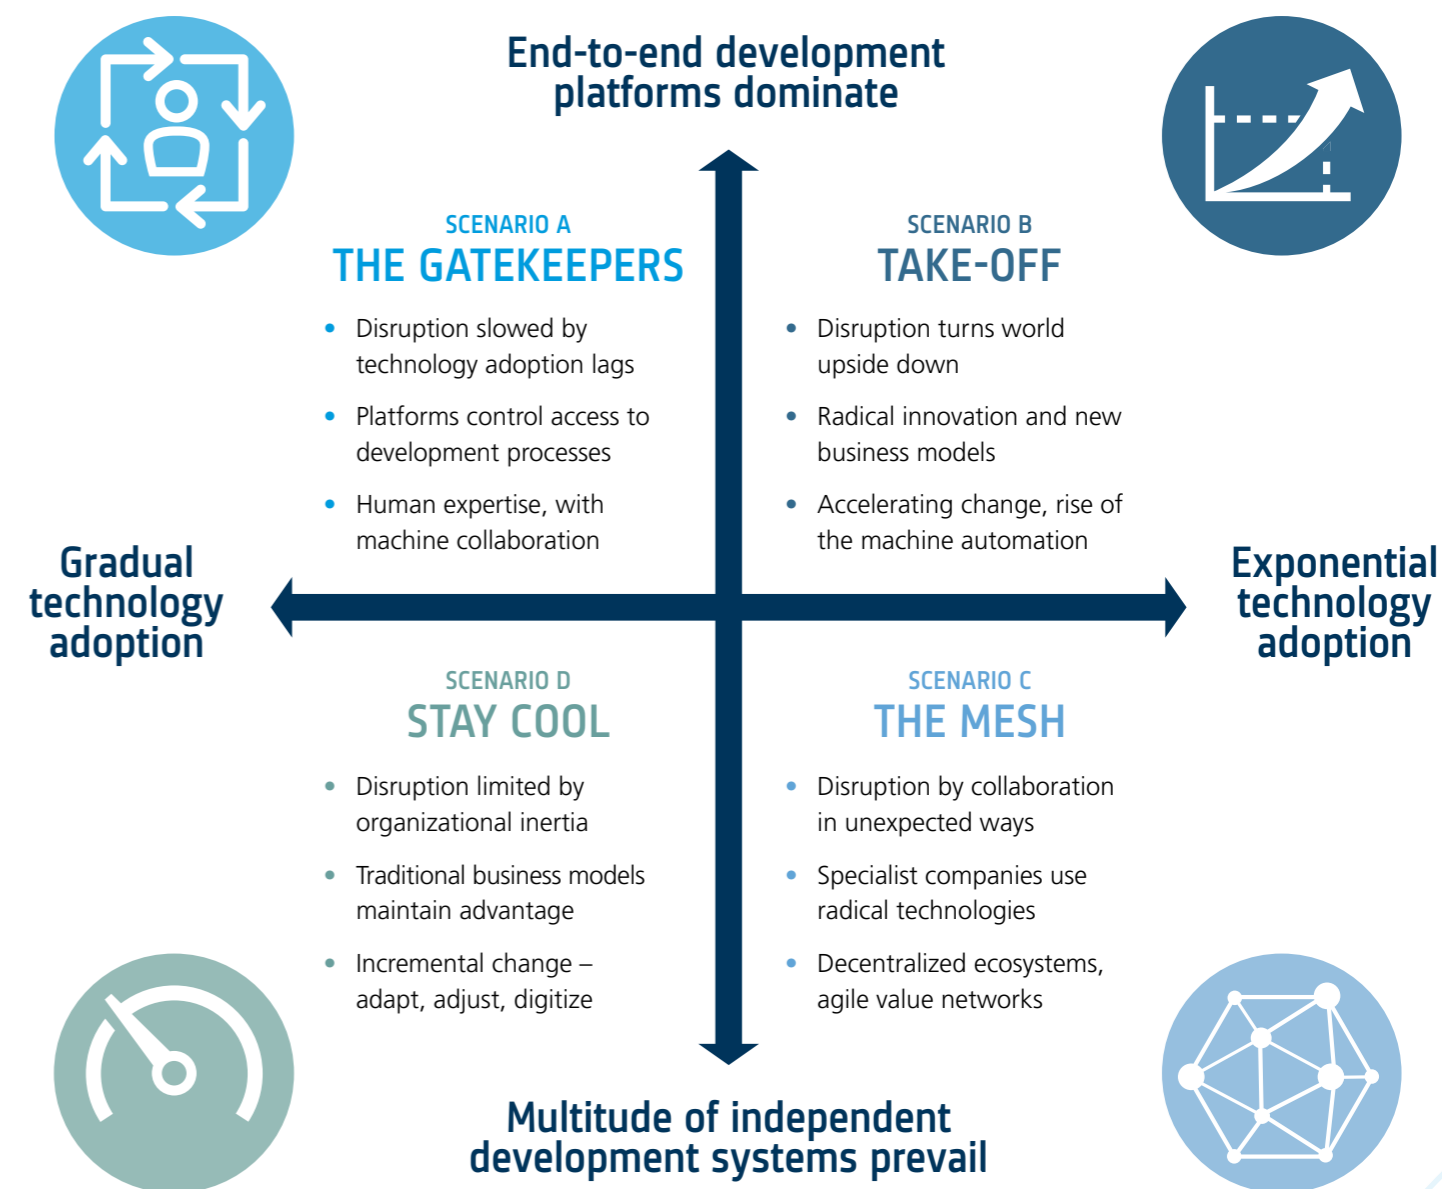 End-to-end development
platforms dominate
SCENARIO A
THE GATEKEEPERS
• Disruption slowed by
technology adoption lags
• Platforms control access to
development processes
• Human expertise, with
machine collaboration
SCENARIO B
TAKE-OFF
• Disruption turns world
upside down
• Radical innovation and new
business models
• Accelerating change, rise of
the machine automation
Gradual
technology
adoption
Exponential
technology
adoption
SCENARIO D
STAY COOL
• Disruption limited by
organizational inertia
• Traditional business models
maintain advantage
• Incremental change –
adapt, adjust, digitize
SCENARIO C
THE MESH
• Disruption by collaboration
in unexpected ways
• Specialist companies use
radical technologies
• Decentralized ecosystems,
agile value networks
Multitude of independent
development systems prevail